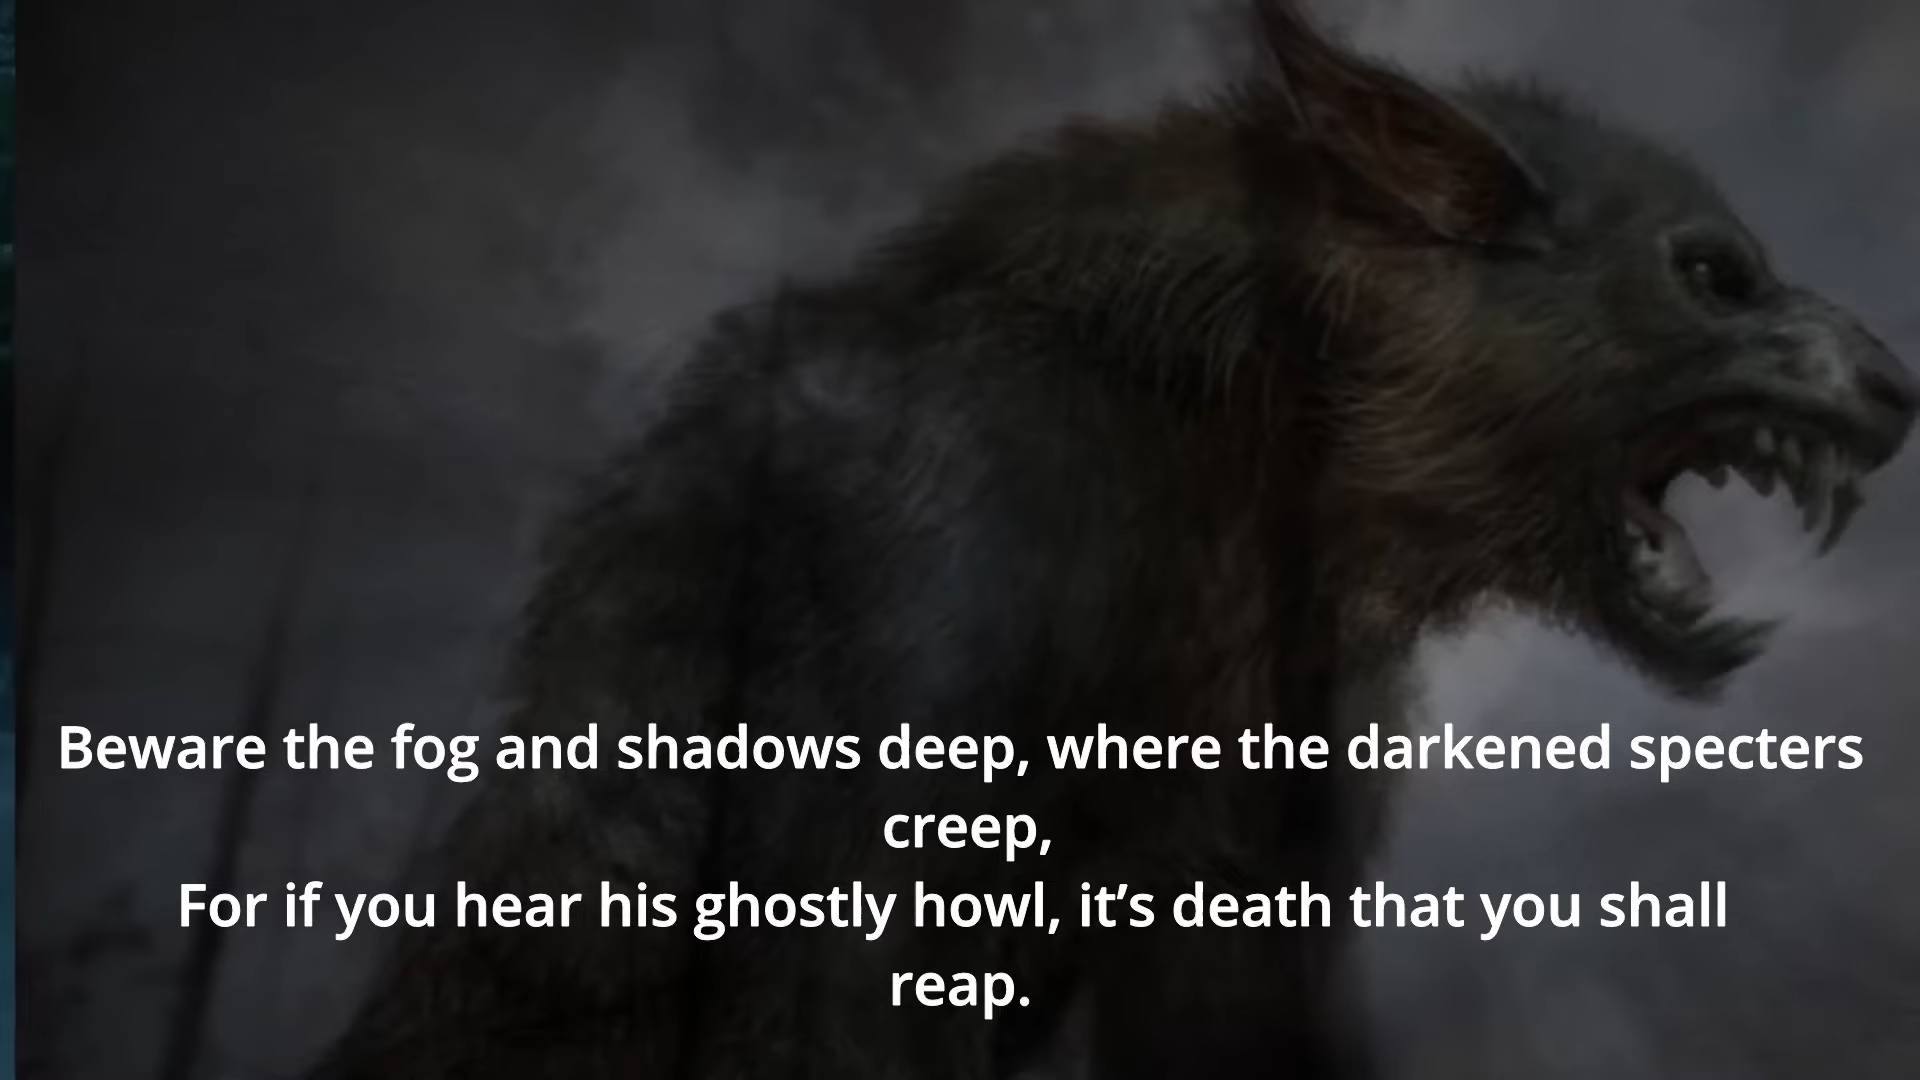 Beware the fog and shadows deep, where the darkened specters
creep,
For if you hear his ghostly howl, it’s death that you shall
reap.